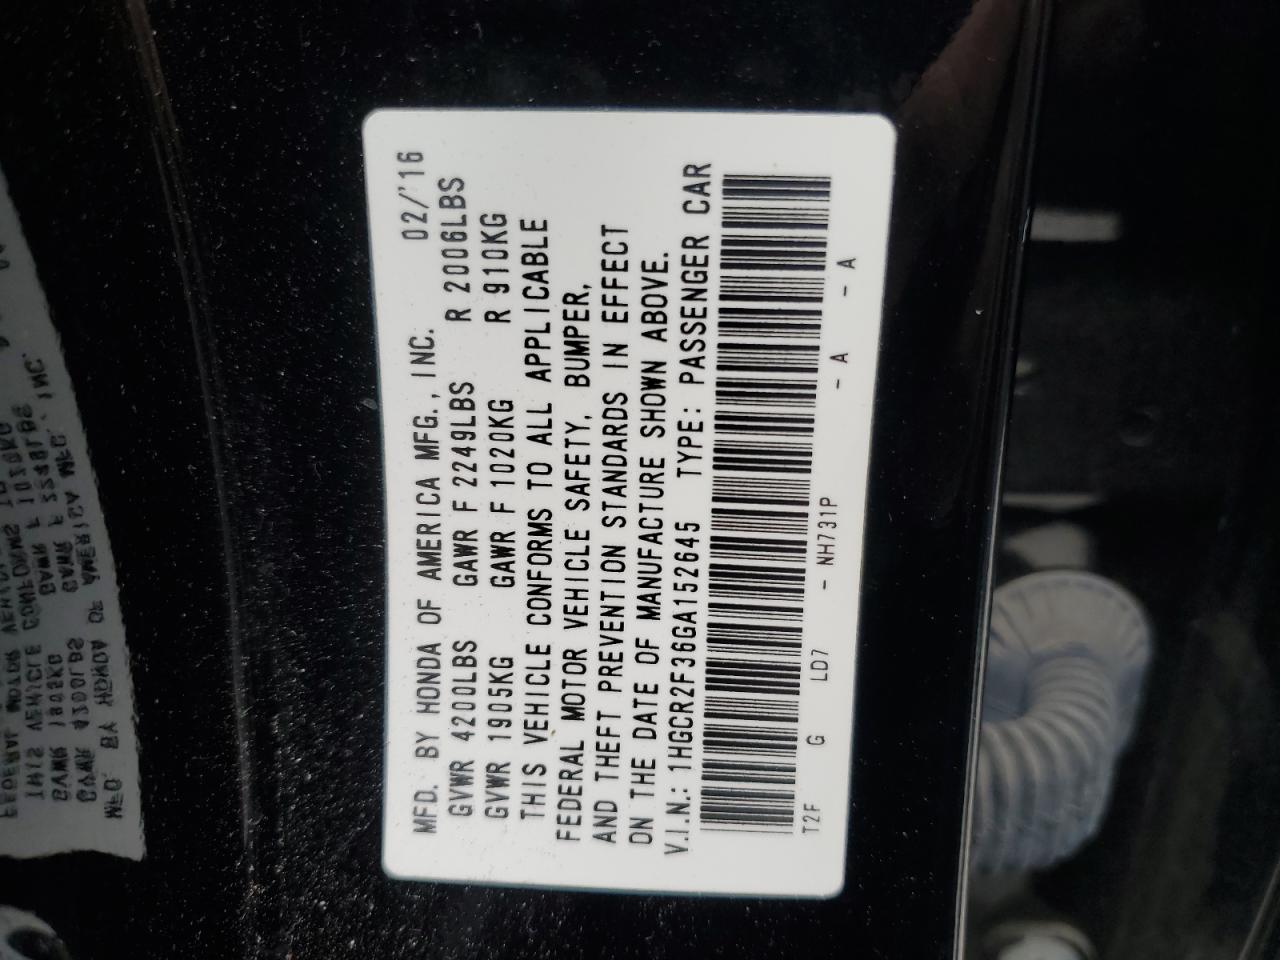 MFD. BY HONDA OF AMERICA MFG., INC. 02/'16
GVWR 4200LBS GAWR F 2249LBS R 2006LBS
GVWR 1905KG GAWR F 1020KG R 910KG
THIS VEHICLE CONFORMS TO ALL APPLICABLE
FEDERAL MOTOR VEHICLE SAFETY, BUMPER,
AND THEFT PREVENTION STANDARDS IN EFFECT
ON THE DATE OF MANUFACTURE SHOWN ABOVE.
V.I.N.: 1HGCR2F36GA152645 TYPE: PASSENGER CAR
T2F G LD7 - NH731P - A - A